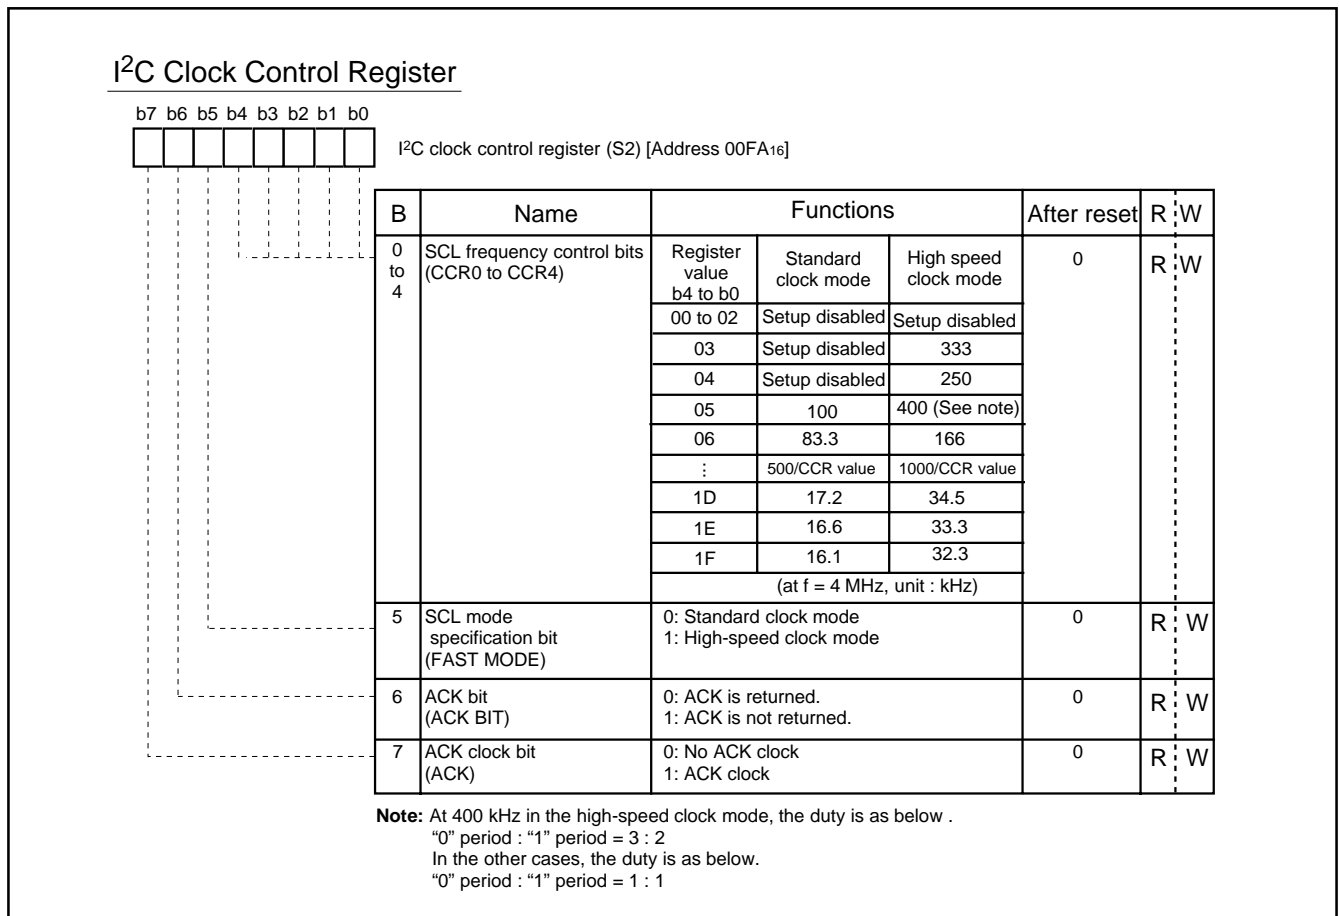 I²C Clock Control Register
b7 b6 b5 b4 b3 b2 b1 b0
I²C clock control register (S2) [Address 00FA16]
B Name Functions After reset R W
0 to 4 SCL frequency control bits (CCR0 to CCR4) 0 R W
Register value b4 to b0 Standard clock mode High speed clock mode
00 to 02 Setup disabled Setup disabled
03 Setup disabled 333
04 Setup disabled 250
05 100 400 (See note)
06 83.3 166
⋮ 500/CCR value 1000/CCR value
1D 17.2 34.5
1E 16.6 33.3
1F 16.1 32.3
(at f = 4 MHz, unit : kHz)
5 SCL mode 0: Standard clock mode 0 R W
specification bit 1: High-speed clock mode
(FAST MODE)
6 ACK bit 0: ACK is returned. 0 R W
(ACK BIT) 1: ACK is not returned.
7 ACK clock bit 0: No ACK clock 0 R W
(ACK) 1: ACK clock
Note: At 400 kHz in the high-speed clock mode, the duty is as below .
“0” period : “1” period = 3 : 2
In the other cases, the duty is as below.
“0” period : “1” period = 1 : 1